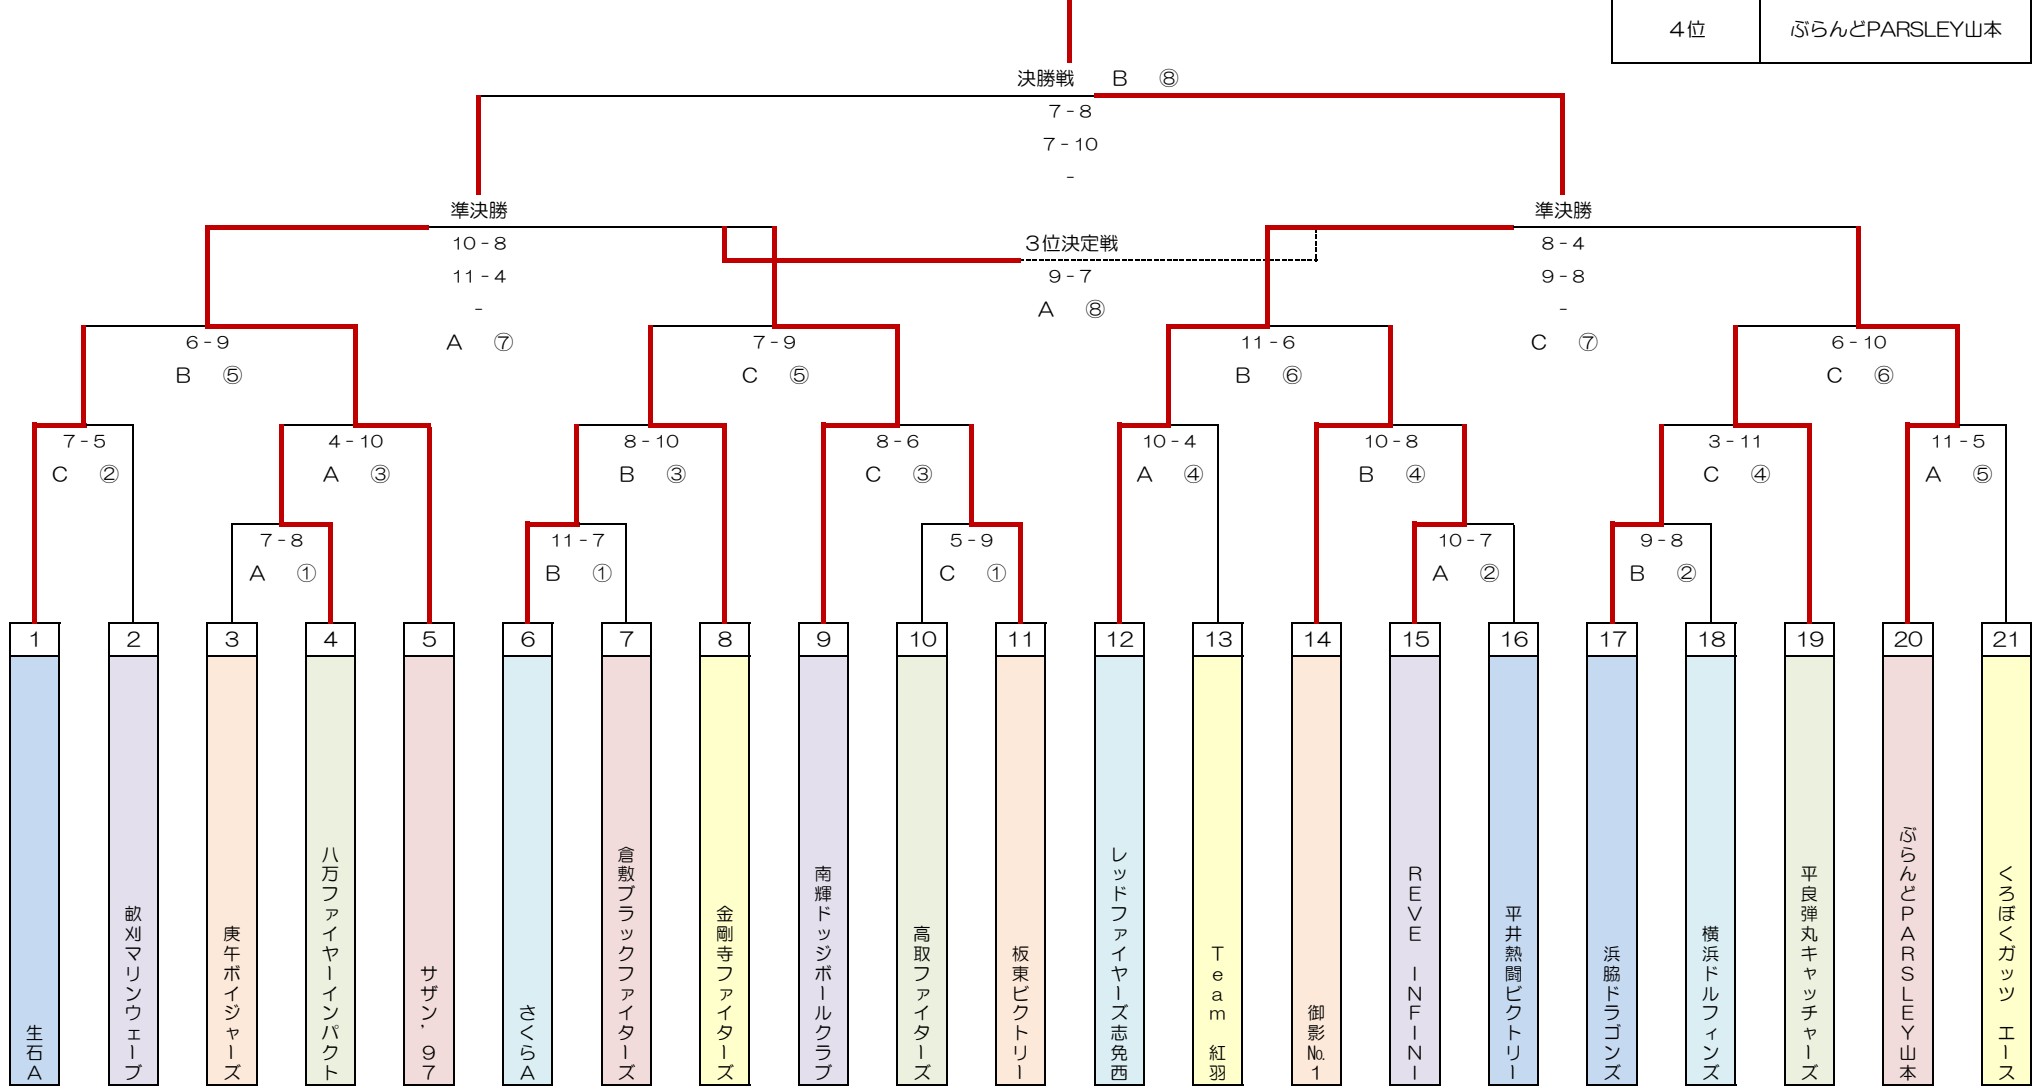 ４位 ぶらんどPARSLEY山本
決勝戦 B ⑧
7 - 8
7 - 10
-
準決勝 準決勝
10 - 8 ３位決定戦 8 - 4
11 - 4 9 - 7 9 - 8
- A ⑧ -
6 - 9 A ⑦ 7 - 9 11 - 6 C ⑦ 6 - 10
B ⑤ C ⑤ B ⑥ C ⑥
7 - 5 4 - 10 8 - 10 8 - 6 10 - 4 10 - 8 3 - 11 11 - 5
C ② A ③ B ③ C ③ A ④ B ④ C ④ A ⑤
7 - 8 11 - 7 5 - 9 10 - 7 9 - 8
A ① B ① C ① A ② B ②
1 2 3 4 5 6 7 8 9 10 11 12 13 14 15 16 17 18 19 20 21
生石A
畝刈マリンウェーブ
庚午ボイジャーズ
八万ファイヤーインパクト
サザン，９７
さくらA
倉敷ブラックファイターズ
金剛寺ファイターズ
南輝ドッジボールクラブ
高取ファイターズ
板東ビクトリー
レッドファイヤーズ志免西
Team 紅羽
御影№1
REVE INFINI
平井熱闘ビクトリー
浜脇ドラゴンズ
横浜ドルフィンズ
平良弾丸キャッチャーズ
ぶらんどPARSLEY山本
くろぼくガッツ エース